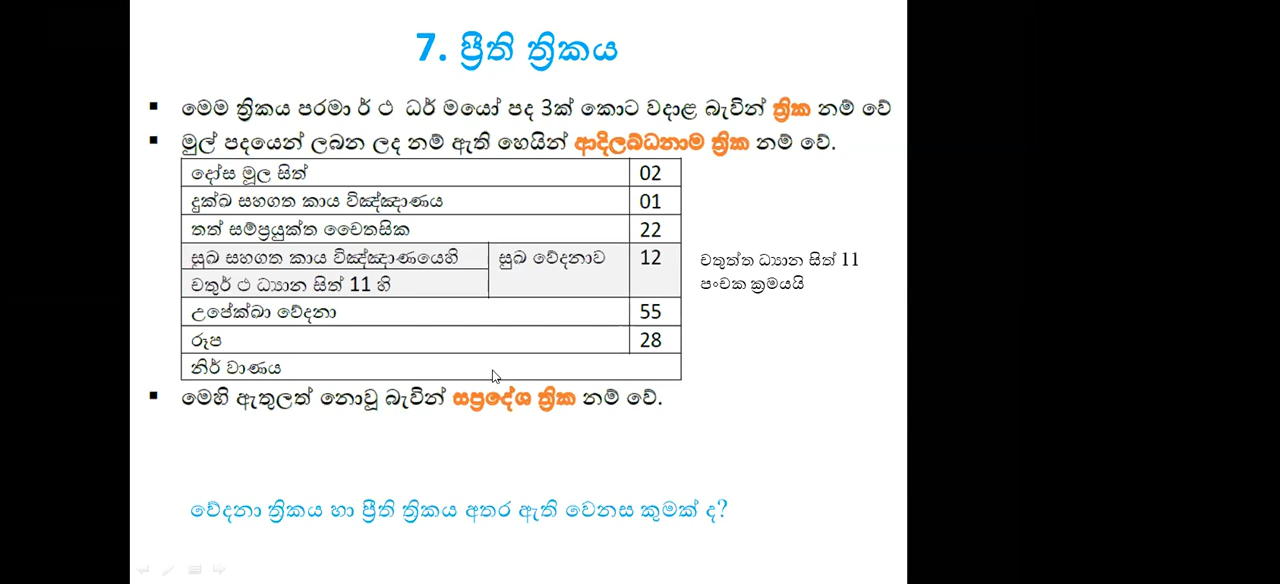 7. ප්‍රීති ත්‍රිකය
▪ මෙම ත්‍රිකය පරමා ර් ථ ධර් මයෝ පද 3ක් කොට වදාළ බැවින් ත්‍රික නම් වේ
▪ මුල් පදයෙන් ලබන ලද නම් ඇති හෙයින් ආදිලබ්ධනාම ත්‍රික නම් වේ.
දෝස මූල සිත් 02
දුක්ඛ සහගත කාය විඤ්ඤාණය 01
තත් සම්ප්‍රයුක්ත චෛතසික 22
සුඛ සහගත කාය විඤ්ඤාණයෙහි සුඛ වේදනාව 12
චතුර් ථ ධ්‍යාන සිත් 11 හි
චතුත්ත ධ්‍යාන සිත් 11
පංචක ක්‍රමයයි
උපේක්ඛා වේදනා 55
රූප 28
නිර් වාණය
▪ මෙහි ඇතුලත් නොවූ බැවින් සප්‍රදේශ ත්‍රික නම් වේ.
වේදනා ත්‍රිකය හා ප්‍රීති ත්‍රිකය අතර ඇති වෙනස කුමක් ද?